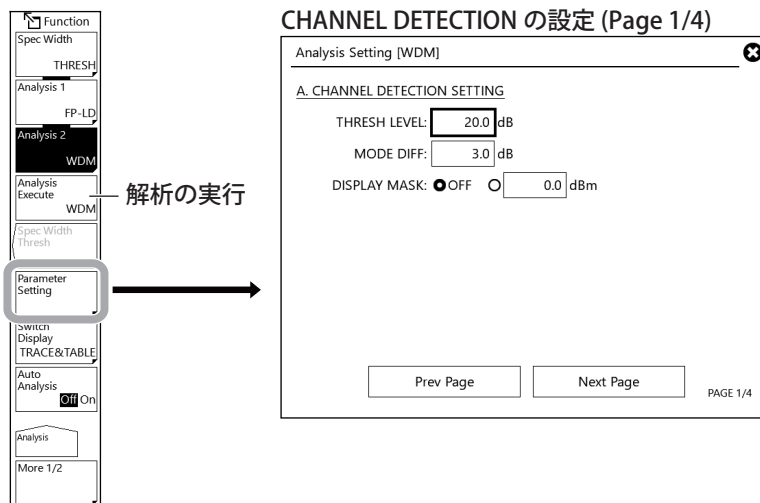 Function
Spec Width
THRESH
Analysis 1
FP-LD
Analysis 2
WDM
Analysis
Execute
WDM
解析の実行
Spec Width
Thresh
Parameter
Setting
Switch
Display
TRACE&TABLE
Auto
Analysis
Off On
Analysis
More 1/2
CHANNEL DETECTION の設定 (Page 1/4)
Analysis Setting [WDM]
A. CHANNEL DETECTION SETTING
THRESH LEVEL: 20.0 dB
MODE DIFF: 3.0 dB
DISPLAY MASK: OFF 0.0 dBm
Prev Page Next Page PAGE 1/4